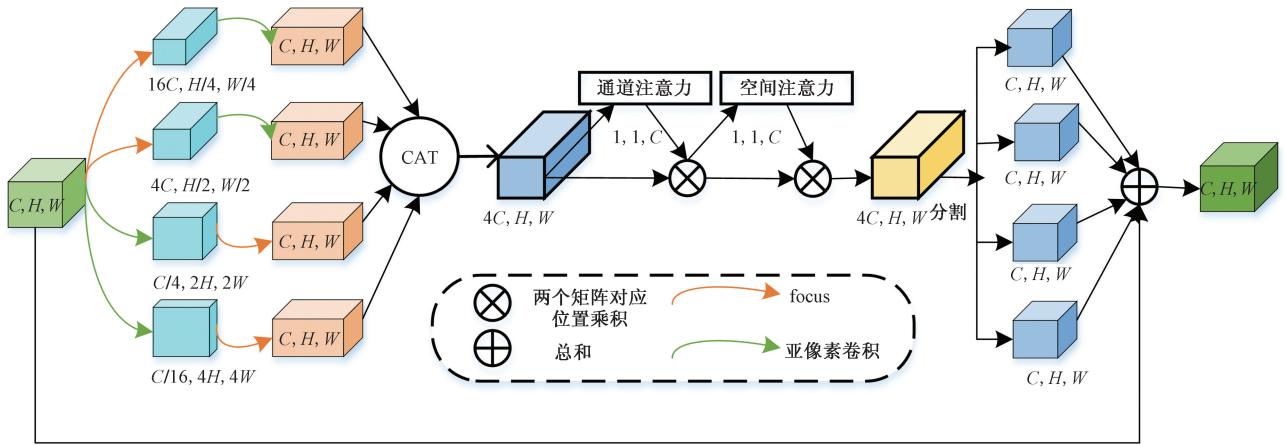 C, H, W
16C, H/4, W/4
C, H, W
4C, H/2, W/2
C, H, W
C/4, 2H, 2W
C, H, W
C/16, 4H, 4W
C, H, W
CAT
4C, H, W
通道注意力
1, 1, C
空间注意力
1, 1, C
4C, H, W
分割
C, H, W
C, H, W
C, H, W
C, H, W
C, H, W
两个矩阵对应
位置乘积
focus
总和
亚像素卷积